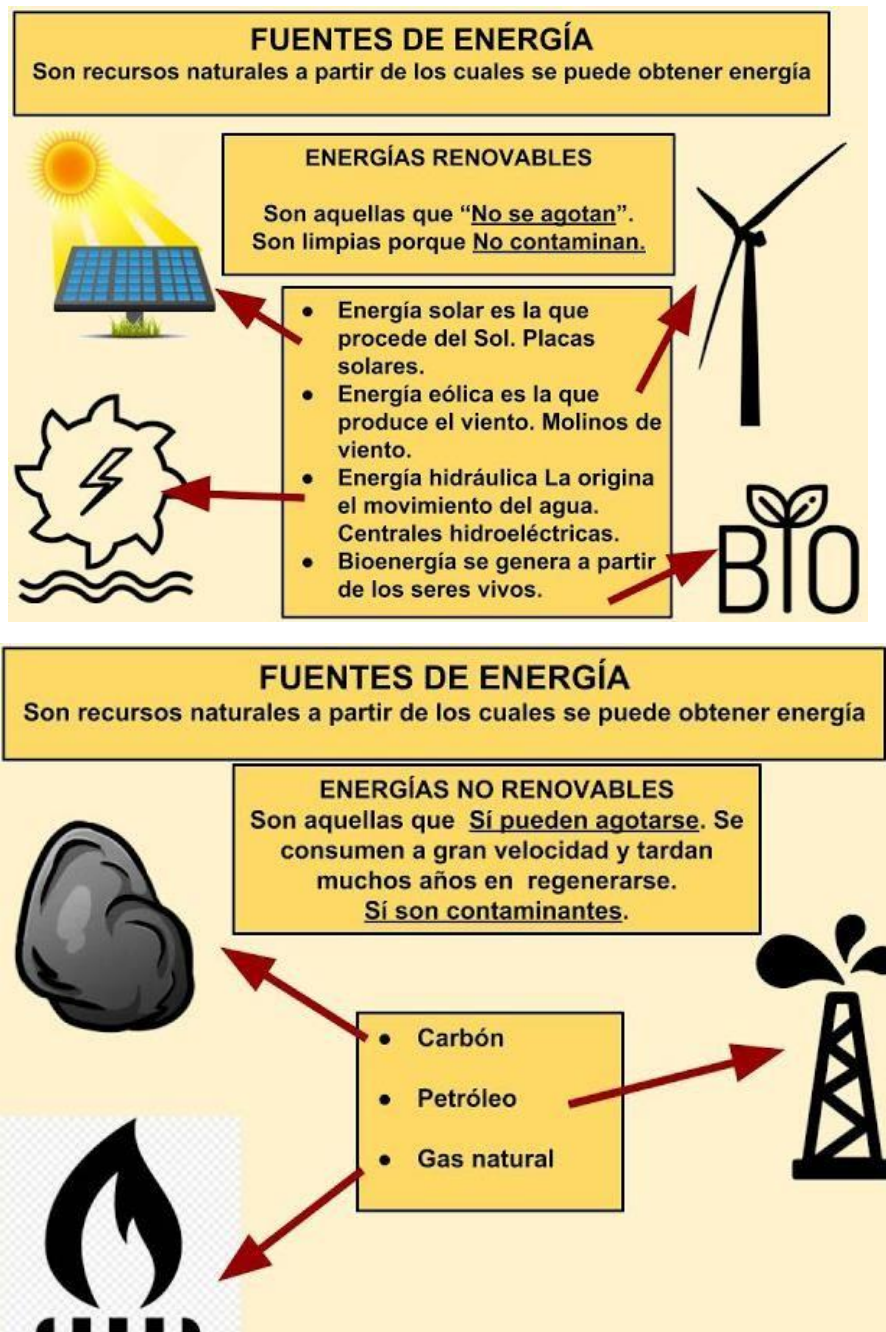 FUENTES DE ENERGÍA
Son recursos naturales a partir de los cuales se puede obtener energía
ENERGÍAS RENOVABLES
Son aquellas que “No se agotan”.
Son limpias porque No contaminan.
● Energía solar es la que
procede del Sol. Placas
solares.
● Energía eólica es la que
produce el viento. Molinos de
viento.
● Energía hidráulica La origina
el movimiento del agua.
Centrales hidroeléctricas.
● Bioenergía se genera a partir
de los seres vivos.
BIO
FUENTES DE ENERGÍA
Son recursos naturales a partir de los cuales se puede obtener energía
ENERGÍAS NO RENOVABLES
Son aquellas que Sí pueden agotarse. Se
consumen a gran velocidad y tardan
muchos años en regenerarse.
Sí son contaminantes.
● Carbón
● Petróleo
● Gas natural